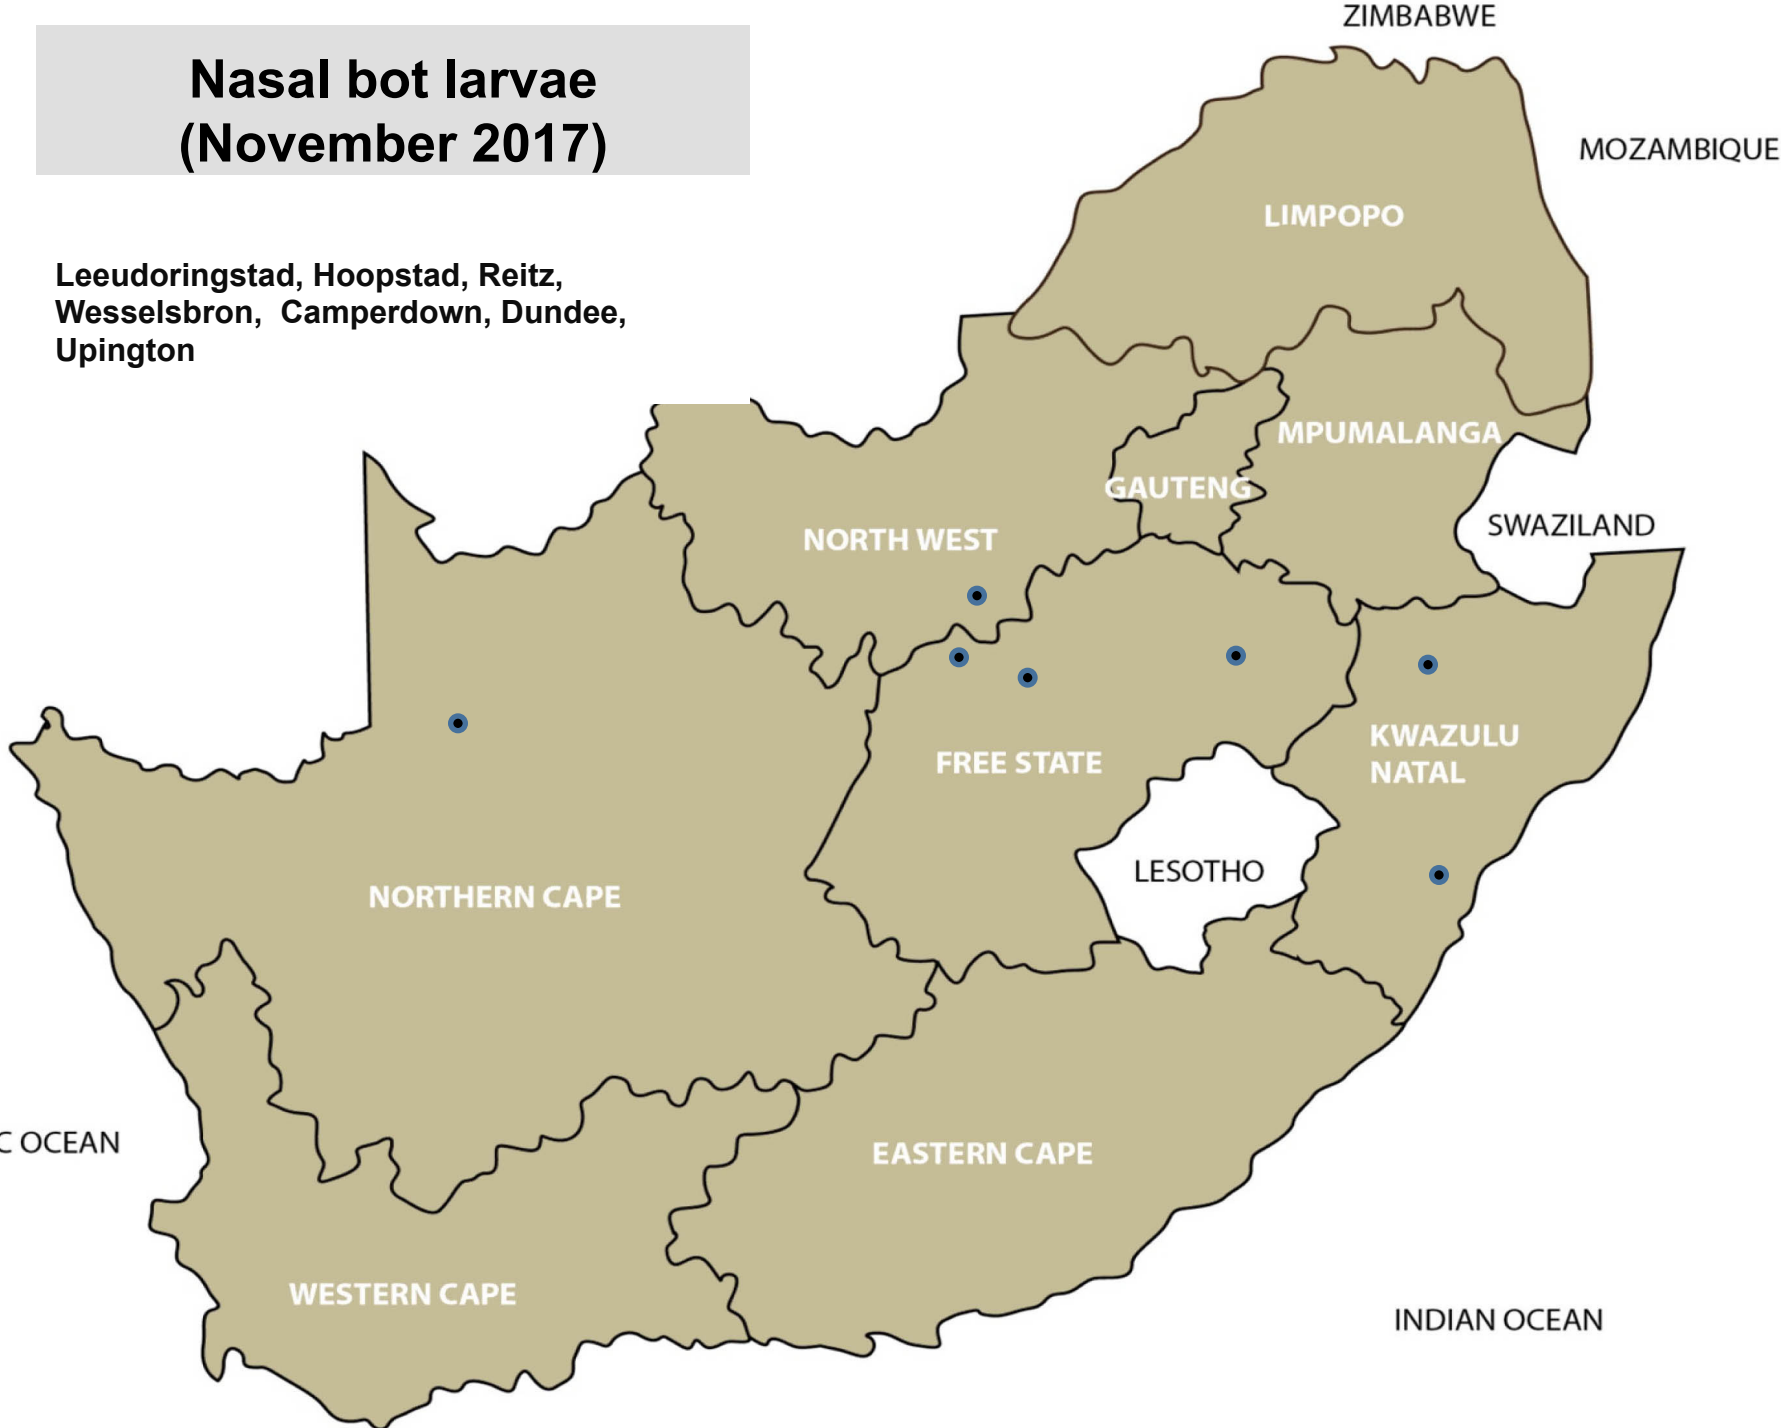 ZIMBABWE
Nasal bot larvae
(November 2017)
MOZAMBIQUE
LIMPOPO
Leeudoringstad, Hoopstad, Reitz,
Wesselsbron,  Camperdown, Dundee,
Upington
MPUMALANGA
GAUTENG
SWAZILAND
NORTH WEST
KWAZULU
NATAL
FREE STATE
LESOTHO
NORTHERN CAPE
C OCEAN
EASTERN CAPE
WESTERN CAPE
INDIAN OCEAN